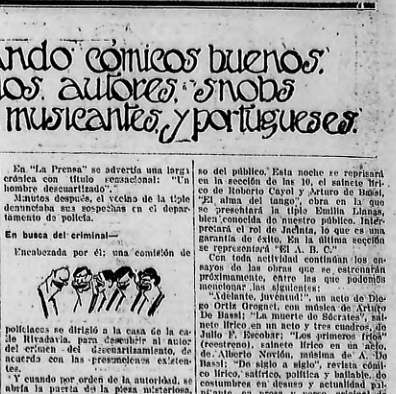 ando cómicos buenos.
los autores, snobs
musicantes, y portugueses.
En "La Prensa" se advertía una larga
crónica con título sensacional: "Un
hombre descuartizado".
Minutos después, el vecino de la tiple
denunciaba sus sospechas en el depar-
tamento de policía.
En busca del criminal—
Encabezada por él; una comisión de
policíacos se dirigió a la casa de la ca-
lle Rivadavia, para descubrir al autor
del crimen del descuartizamiento, de
acuerdo con las presunciones existen-
tes.
Y cuando por orden de la autoridad, se
abría la puerta de la pieza misteriosa,
so del público. Esta noche se reprisará
en la sección de las 10, el sainete líri-
co de Roberto Cayol y Arturo de Bassi,
"El alma del tango", obra en la que
se presentará la tiple Emilia Llanas,
bien conocida de nuestro público. Inter-
pretará el rol de Jacinta, lo que es una
garantía de éxito. En la última sección
se representará "El A. B. C."
Con toda actividad continúan los en-
sayos de las obras que se estrenarán
próximamente, entre las que podemos
mencionar las siguientes:
"Adelante, juventud!", un acto de Die-
go Ortiz Grognet, con música de Arturo
De Bassi; "La muerte de Sócrates", sai-
nete lírico en un acto y tres cuadros, de
Julio F. Escobar; "Los primeros fríos"
(reestreno), sainete lírico en un acto,
de Alberto Novión, música de A. De
Bassi; "De siglo a siglo", revista cómi-
co lírico, satírico, política y bailable, de
costumbres en desuso y actualidad pal-